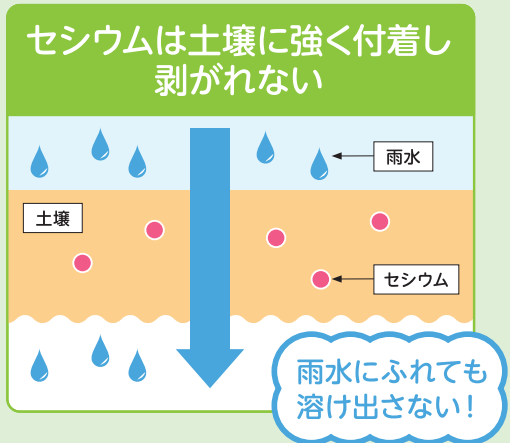 セシウムは土壌に強く付着し
剥がれない
雨水
土壌
セシウム
雨水にふれても
溶け出さない!